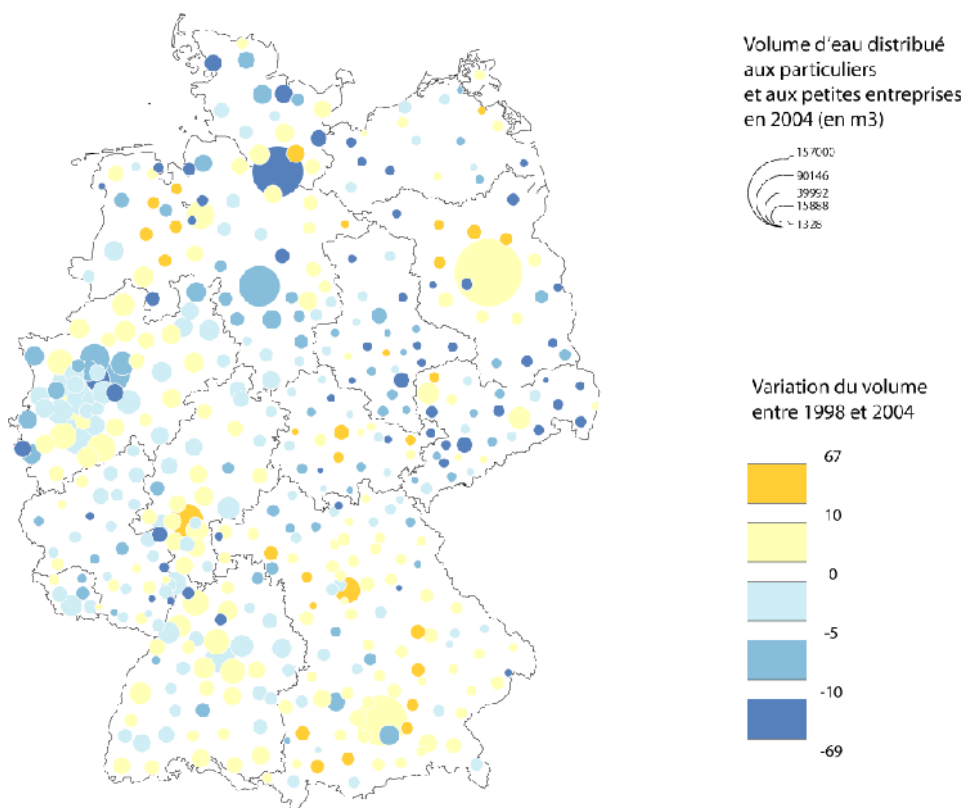 Volume d'eau distribué
aux particuliers
et aux petites entreprises
en 2004 (en m3)
157000
90146
39992
15888
1328
Variation du volume
entre 1998 et 2004
67
10
0
-5
-10
-69